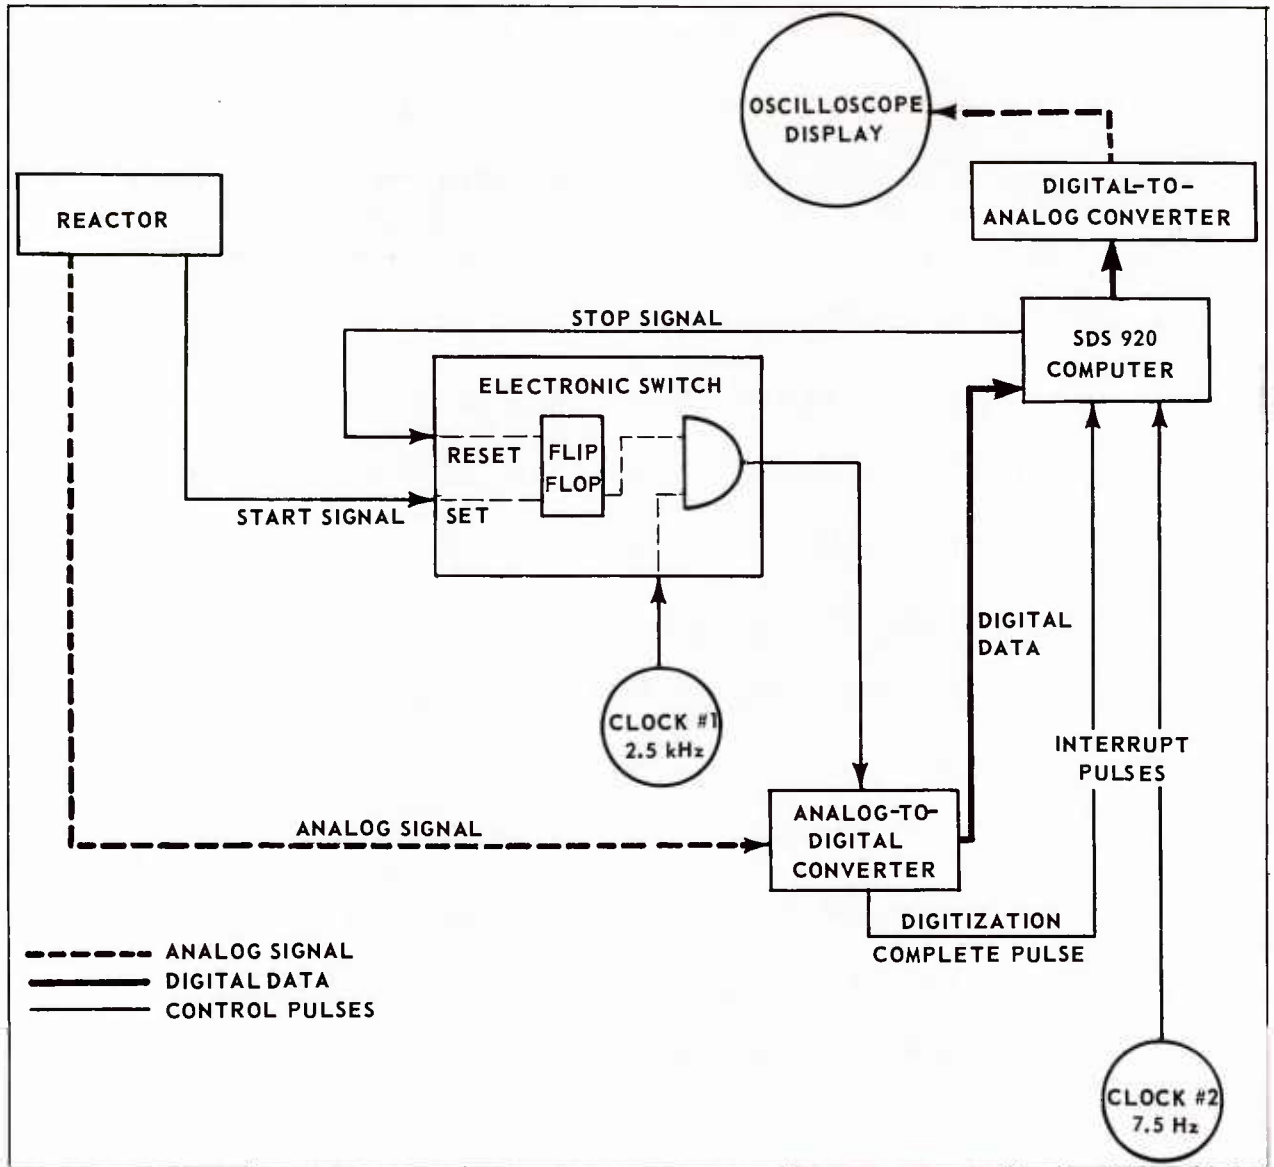 OSCILLOSCOPE
DISPLAY
DIGITAL-TO-
ANALOG CONVERTER
REACTOR
STOP SIGNAL
SDS 920
COMPUTER
ELECTRONIC SWITCH
RESET
FLIP
FLOP
START SIGNAL
SET
DIGITAL
DATA
CLOCK #1
2.5 kHz
INTERRUPT
PULSES
ANALOG SIGNAL
ANALOG-TO-
DIGITAL
CONVERTER
DIGITIZATION
COMPLETE PULSE
ANALOG SIGNAL
DIGITAL DATA
CONTROL PULSES
CLOCK #2
7.5 Hz